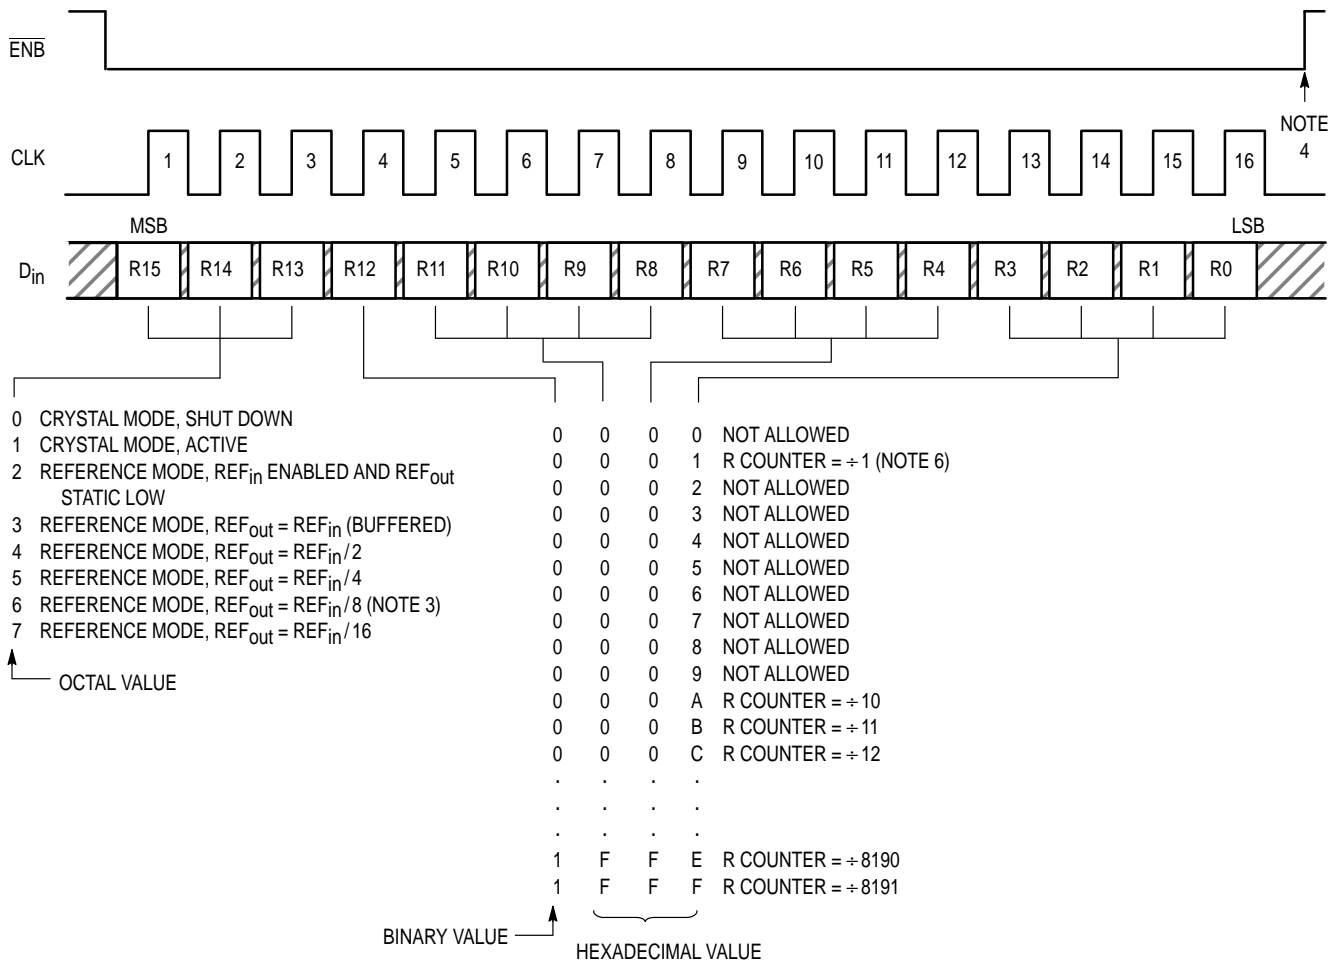 ENB
NOTE
4
CLK
1 2 3 4 5 6 7 8 9 10 11 12 13 14 15 16
MSB
LSB
Din
R15 R14 R13 R12 R11 R10 R9 R8 R7 R6 R5 R4 R3 R2 R1 R0
0 CRYSTAL MODE, SHUT DOWN
1 CRYSTAL MODE, ACTIVE
2 REFERENCE MODE, REFin ENABLED AND REFout
STATIC LOW
3 REFERENCE MODE, REFout = REFin (BUFFERED)
4 REFERENCE MODE, REFout = REFin/2
5 REFERENCE MODE, REFout = REFin/4
6 REFERENCE MODE, REFout = REFin/8 (NOTE 3)
7 REFERENCE MODE, REFout = REFin/16
OCTAL VALUE
0 0 0 0 NOT ALLOWED
0 0 0 1 R COUNTER = ÷1 (NOTE 6)
0 0 0 2 NOT ALLOWED
0 0 0 3 NOT ALLOWED
0 0 0 4 NOT ALLOWED
0 0 0 5 NOT ALLOWED
0 0 0 6 NOT ALLOWED
0 0 0 7 NOT ALLOWED
0 0 0 8 NOT ALLOWED
0 0 0 9 NOT ALLOWED
0 0 0 A R COUNTER = ÷10
0 0 0 B R COUNTER = ÷11
0 0 0 C R COUNTER = ÷12
. . . .
. . . .
. . . .
1 F F E R COUNTER = ÷8190
1 F F F R COUNTER = ÷8191
BINARY VALUE
HEXADECIMAL VALUE